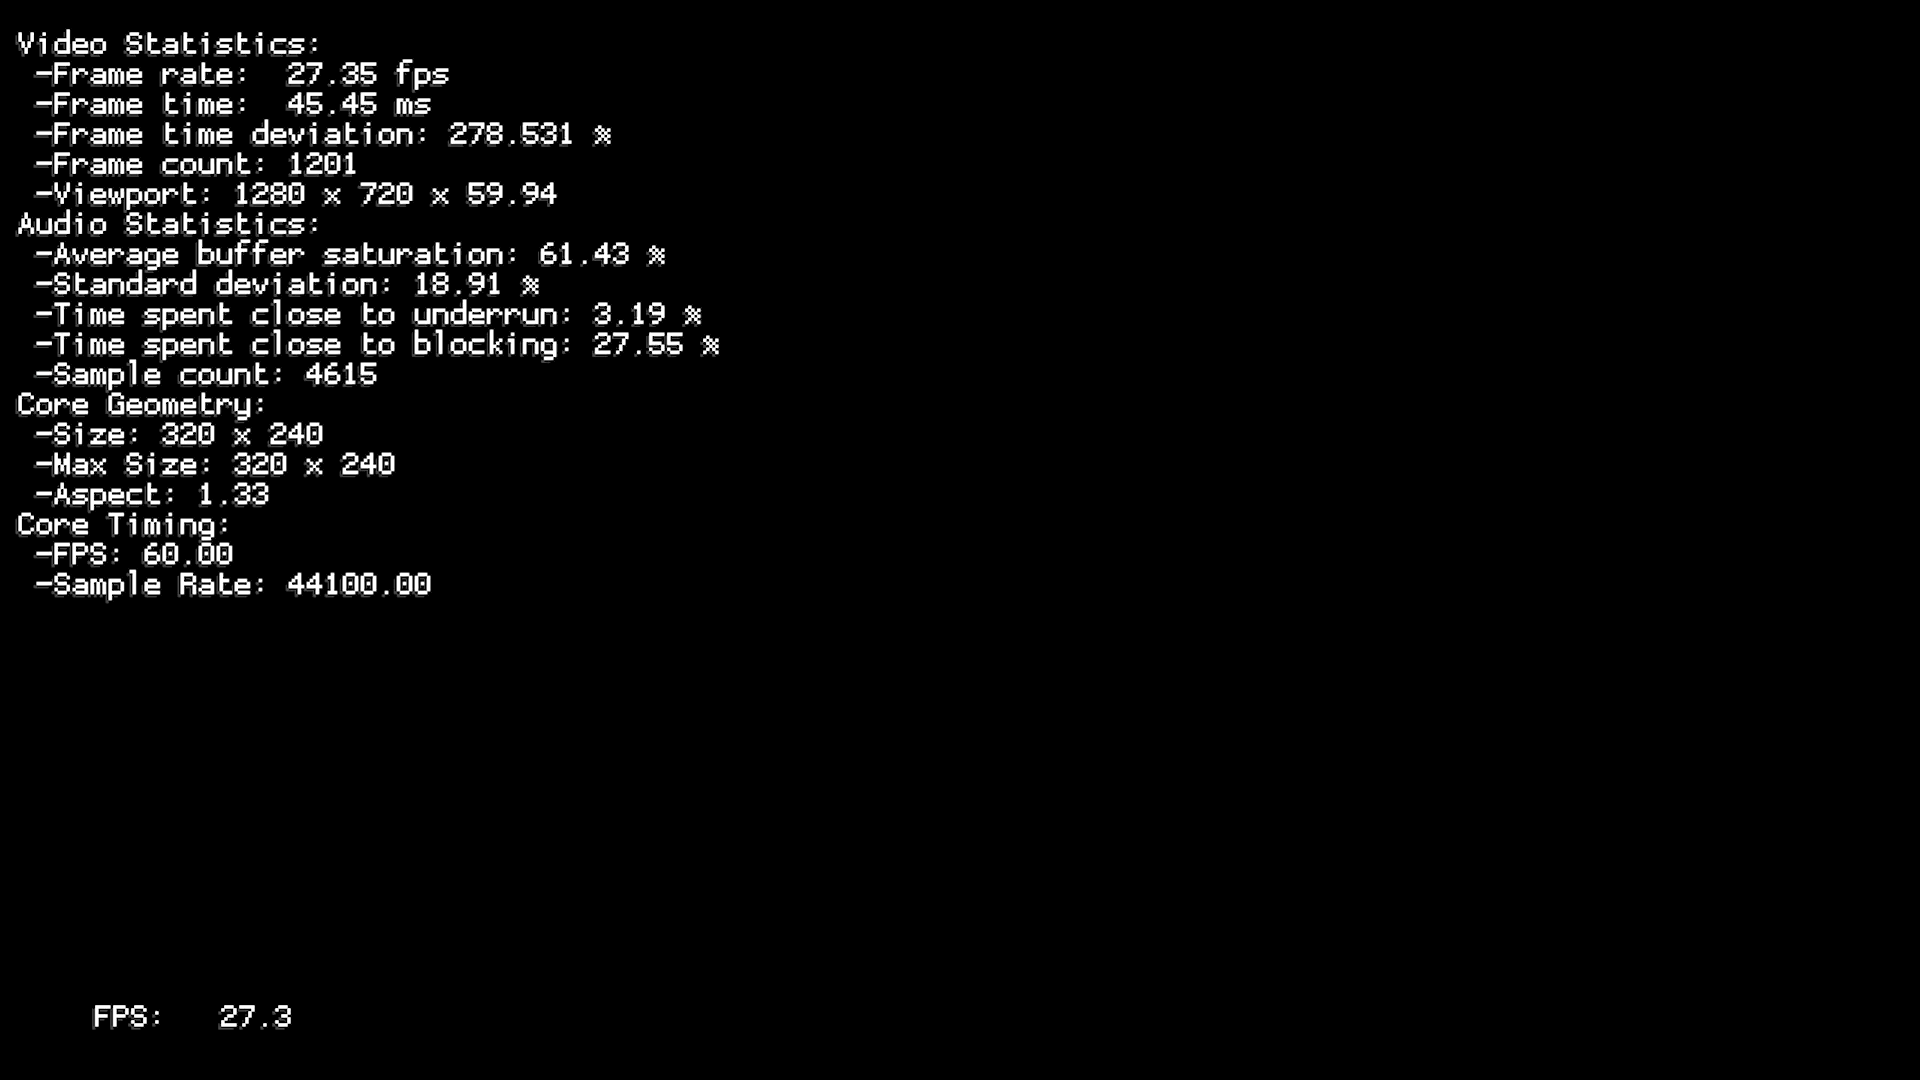 Video Statistics:
-Frame rate:  27.35 fps
-Frame time:  45.45 ms
-Frame time deviation: 278.531 %
-Frame count: 1201
-Viewport: 1280 x 720 x 59.94
Audio Statistics:
-Average buffer saturation: 61.43 %
-Standard deviation: 18.91 %
-Time spent close to underrun: 3.19 %
-Time spent close to blocking: 27.55 %
-Sample count: 4615
Core Geometry:
-Size: 320 x 240
-Max Size: 320 x 240
-Aspect: 1.33
Core Timing:
-FPS: 60.00
-Sample Rate: 44100.00
FPS:   27.3